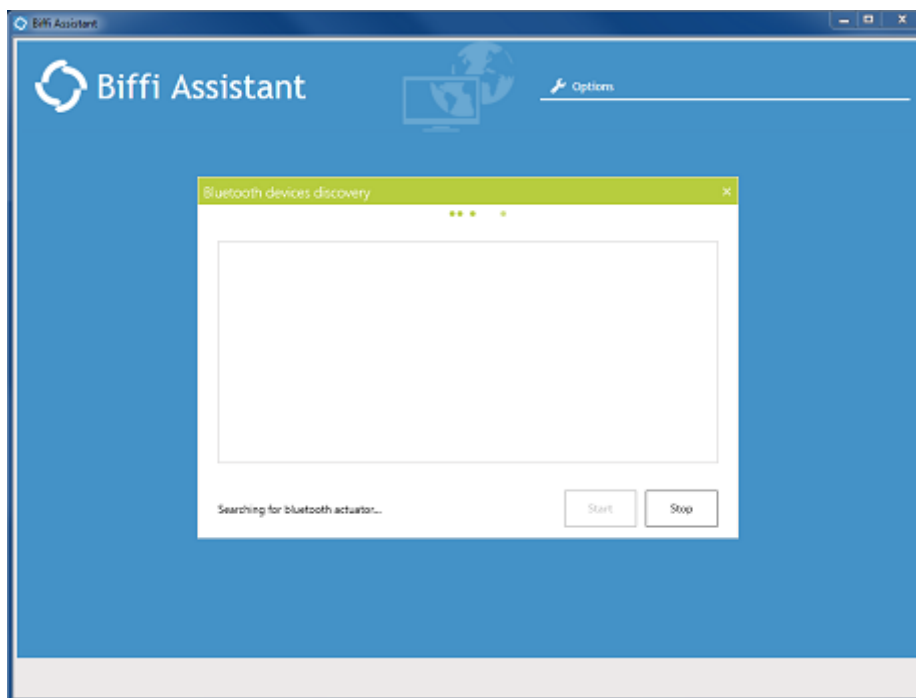 Biffi Assistant
Biffi Assistant
Options
Bluetooth devices discovery
Searching for bluetooth actuator...
Start
Stop